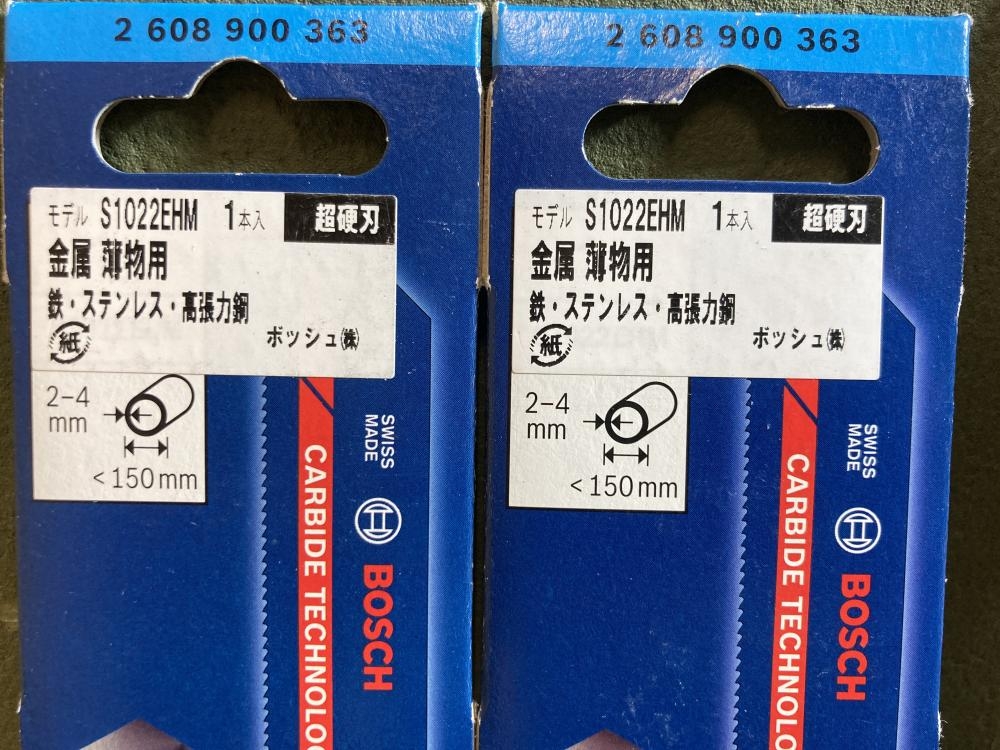 2 608 900 363
モデル S1022EHM 1本入 超硬刃
金属 薄物用
鉄・ステンレス・高張力鋼
紙 ボッシュ㈱
2-4
mm
<150mm
SWISS
MADE
CARBIDE TECHNOLO
BOSCH
2 608 900 363
モデル S1022EHM 1本入 超硬刃
金属 薄物用
鉄・ステンレス・高張力鋼
紙 ボッシュ㈱
2-4
mm
<150mm
SWISS
MADE
CARBIDE TECHNO
BOSCH